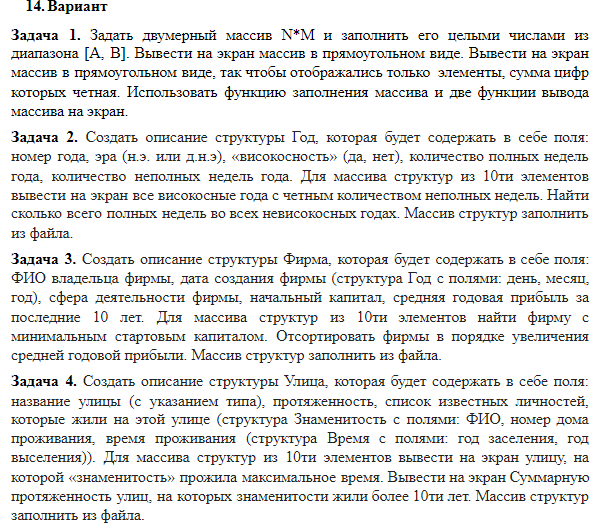 14. Вариант
Задача 1. Задать двумерный массив N*M и заполнить его целыми числами из
диапазона [A, B]. Вывести на экран массив в прямоугольном виде. Вывести на экран
массив в прямоугольном виде, так чтобы отображались только элементы, сумма цифр
которых четная. Использовать функцию заполнения массива и две функции вывода
массива на экран.
Задача 2. Создать описание структуры Год, которая будет содержать в себе поля:
номер года, эра (н.э. или д.н.э), «високосность» (да, нет), количество полных недель
года, количество неполных недель года. Для массива структур из 10ти элементов
вывести на экран все високосные года с четным количеством неполных недель. Найти
сколько всего полных недель во всех невисокосных годах. Массив структур заполнить
из файла.
Задача 3. Создать описание структуры Фирма, которая будет содержать в себе поля:
ФИО владельца фирмы, дата создания фирмы (структура Год с полями: день, месяц,
год), сфера деятельности фирмы, начальный капитал, средняя годовая прибыль за
последние 10 лет. Для массива структур из 10ти элементов найти фирму с
минимальным стартовым капиталом. Отсортировать фирмы в порядке увеличения
средней годовой прибыли. Массив структур заполнить из файла.
Задача 4. Создать описание структуры Улица, которая будет содержать в себе поля:
название улицы (с указанием типа), протяженность, список известных личностей,
которые жили на этой улице (структура Знаменитость с полями: ФИО, номер дома
проживания, время проживания (структура Время с полями: год заселения, год
выселения)). Для массива структур из 10ти элементов вывести на экран улицу, на
которой «знаменитость» прожила максимальное время. Вывести на экран Суммарную
протяженность улиц, на которых знаменитости жили более 10ти лет. Массив структур
заполнить из файла.